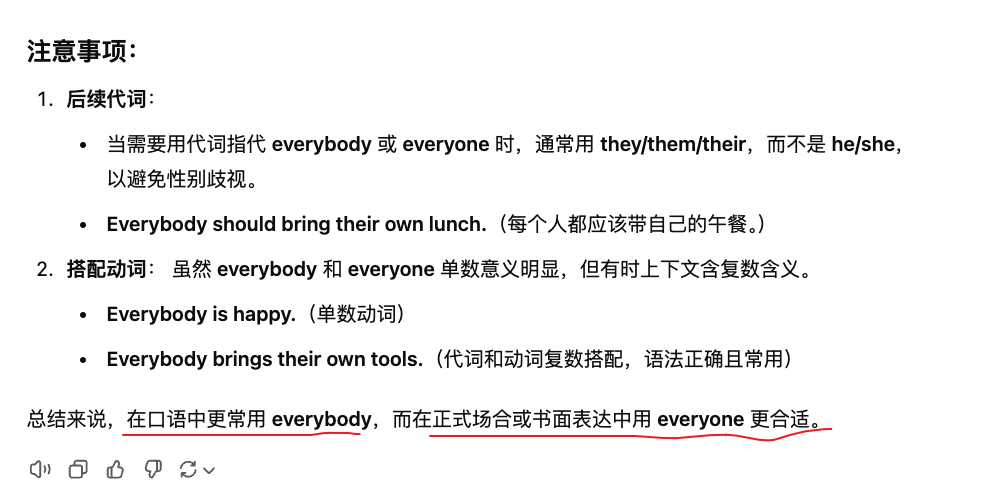 注意事项：
1. 后续代词：
• 当需要用代词指代 everybody 或 everyone 时，通常用 they/them/their，而不是 he/she，
以避免性别歧视。
• Everybody should bring their own lunch.（每个人都应该带自己的午餐。）
2. 搭配动词： 虽然 everybody 和 everyone 单数意义明显，但有时上下文含复数含义。
• Everybody is happy.（单数动词）
• Everybody brings their own tools.（代词和动词复数搭配，语法正确且常用）
总结来说，在口语中更常用 everybody，而在正式场合或书面表达中用 everyone 更合适。